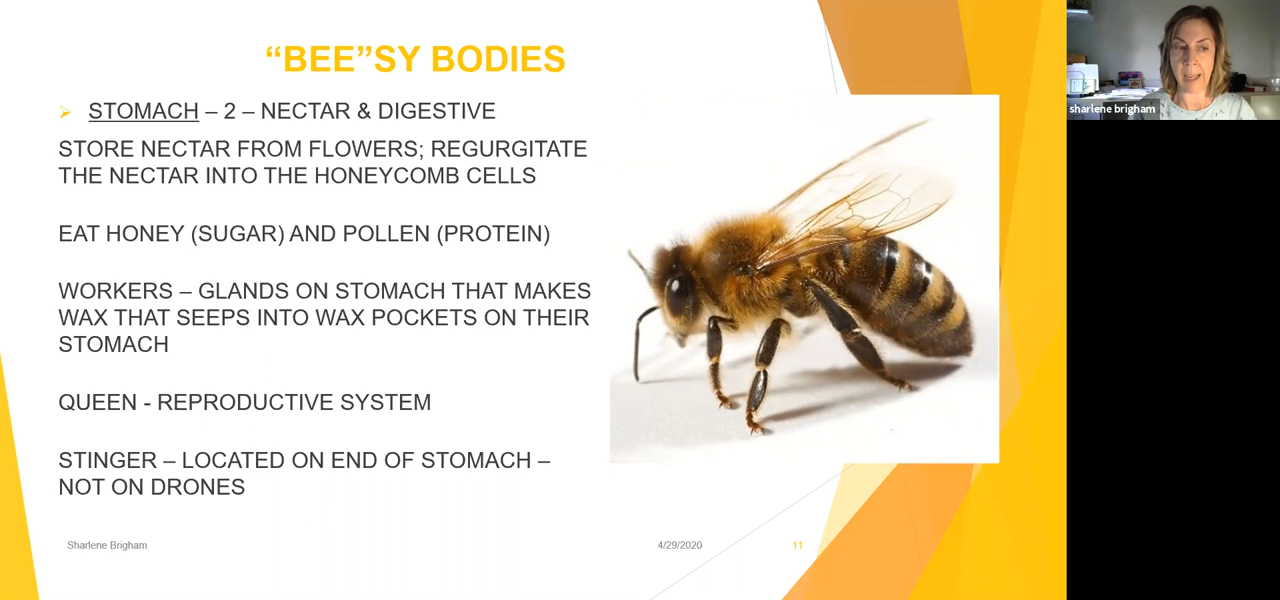 “BEE”SY BODIES
STOMACH – 2 – NECTAR & DIGESTIVE
STORE NECTAR FROM FLOWERS; REGURGITATE
THE NECTAR INTO THE HONEYCOMB CELLS
EAT HONEY (SUGAR) AND POLLEN (PROTEIN)
WORKERS – GLANDS ON STOMACH THAT MAKES
WAX THAT SEEPS INTO WAX POCKETS ON THEIR
STOMACH
QUEEN - REPRODUCTIVE SYSTEM
STINGER – LOCATED ON END OF STOMACH –
NOT ON DRONES
Sharlene Brigham
4/29/2020
11
sharlene brigham